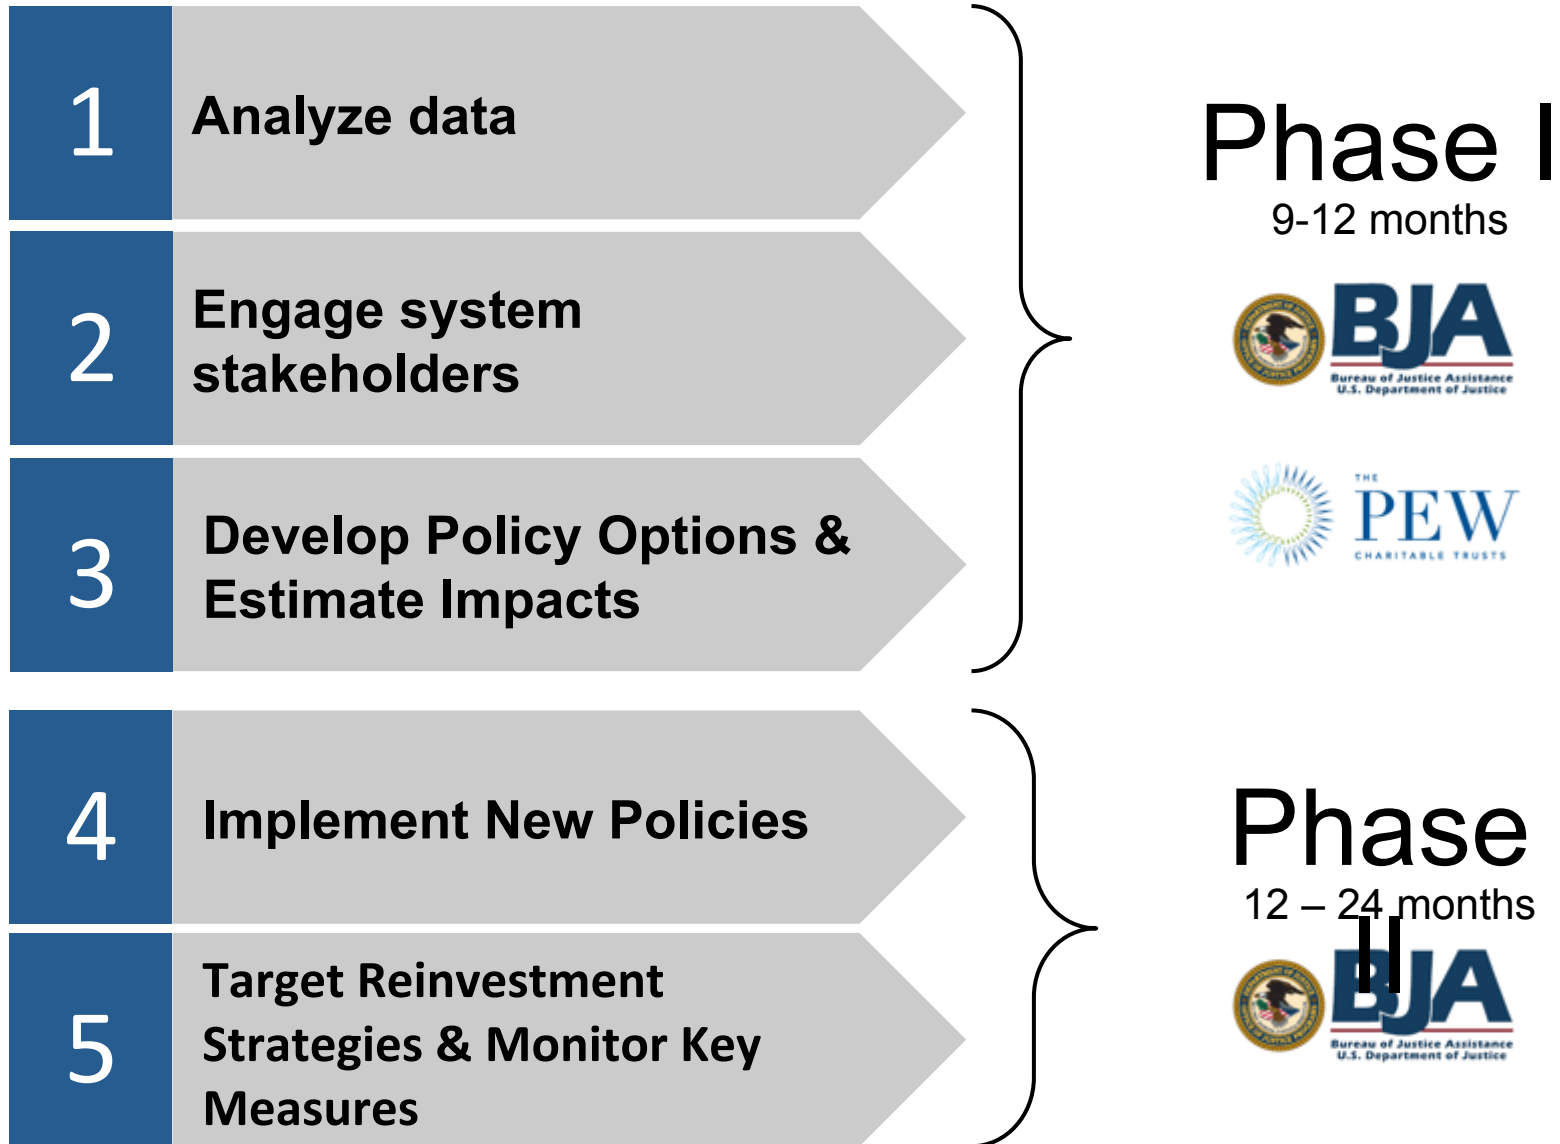 1
Analyze data
2
Engage system
stakeholders
3
Develop Policy Options &
Estimate Impacts
Phase I
9-12 months
BJA
Bureau of Justice Assistance
U.S. Department of Justice
THE
PEW
CHARITABLE TRUSTS
4
Implement New Policies
5
Target Reinvestment
Strategies & Monitor Key
Measures
Phase
II
12 – 24 months
BJA
Bureau of Justice Assistance
U.S. Department of Justice